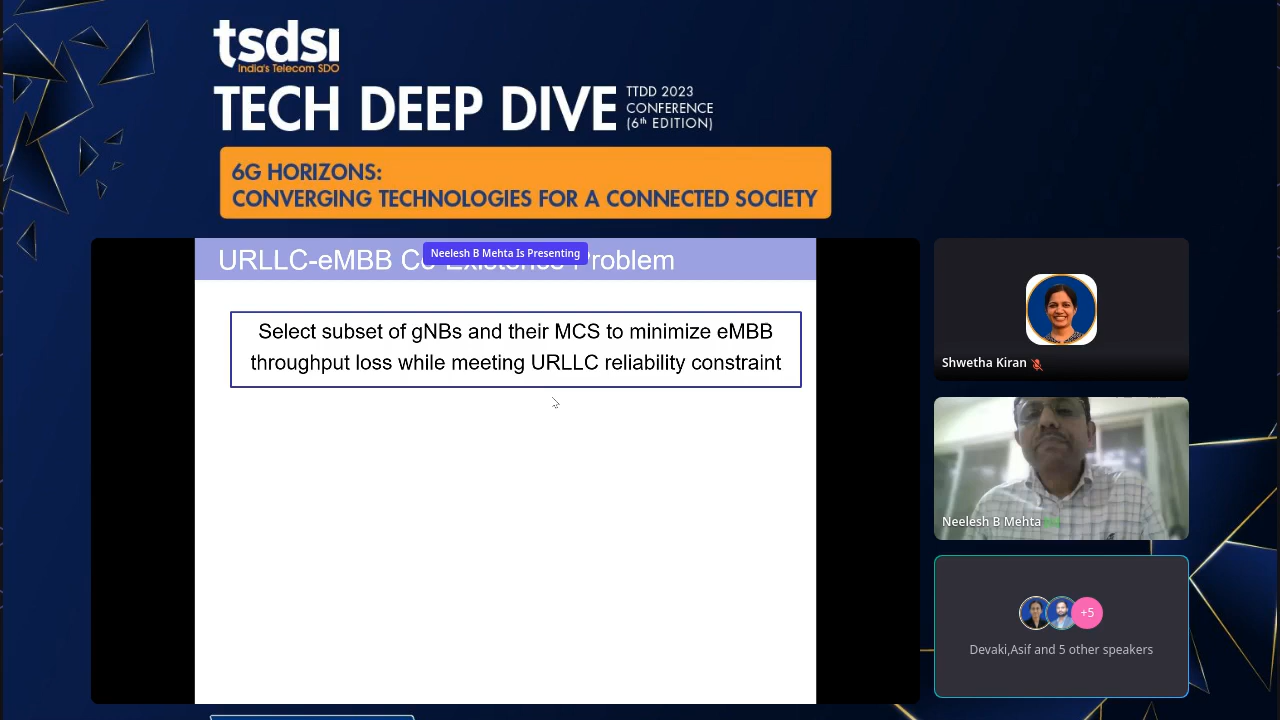 tsdsi
India's Telecom SDO
TECH DEEP DIVE
TTDD 2023
CONFERENCE
(6th EDITION)
6G HORIZONS:
CONVERGING TECHNOLOGIES FOR A CONNECTED SOCIETY
Neelesh B Mehta Is Presenting
URLLC-eMBB Co-Existence Problem
Select subset of gNBs and their MCS to minimize eMBB
throughput loss while meeting URLLC reliability constraint
Shwetha Kiran
Neelesh B Mehta
+5
Devaki,Asif and 5 other speakers